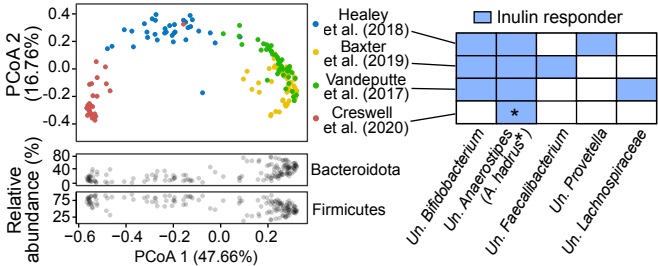 PCoA 2
(16.76%)
0.4
0.2
0.0
-0.2
-0.4
Healey
et al. (2018)
Baxter
et al. (2019)
Vandeputte
et al. (2017)
Creswell
et al. (2020)
Inulin responder
*
Un. Bifidobacterium
Un. Anaerostipes
(A. hadrus*)
Un. Faecalibacterium
Un. Provetella
Un. Lachnospiraceae
Relative
abundance (%)
80
40
0
Bacteroidota
75
25
Firmicutes
−0.6
−0.4
−0.2
0.0
0.2
PCoA 1 (47.66%)